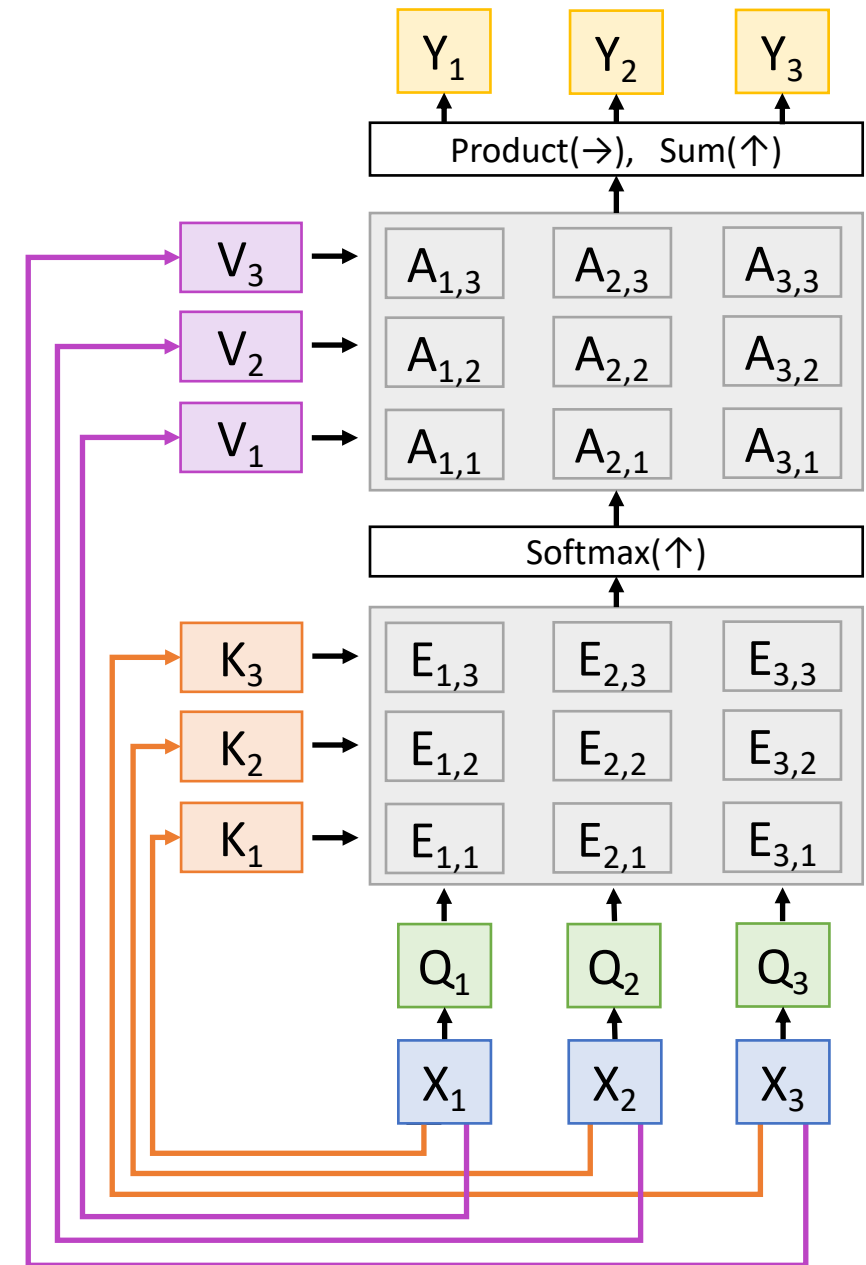 Y1 Y2 Y3
Product(→), Sum(↑)
V3 A1,3 A2,3 A3,3
V2 A1,2 A2,2 A3,2
V1 A1,1 A2,1 A3,1
Softmax(↑)
K3 E1,3 E2,3 E3,3
K2 E1,2 E2,2 E3,2
K1 E1,1 E2,1 E3,1
Q1 Q2 Q3
X1 X2 X3